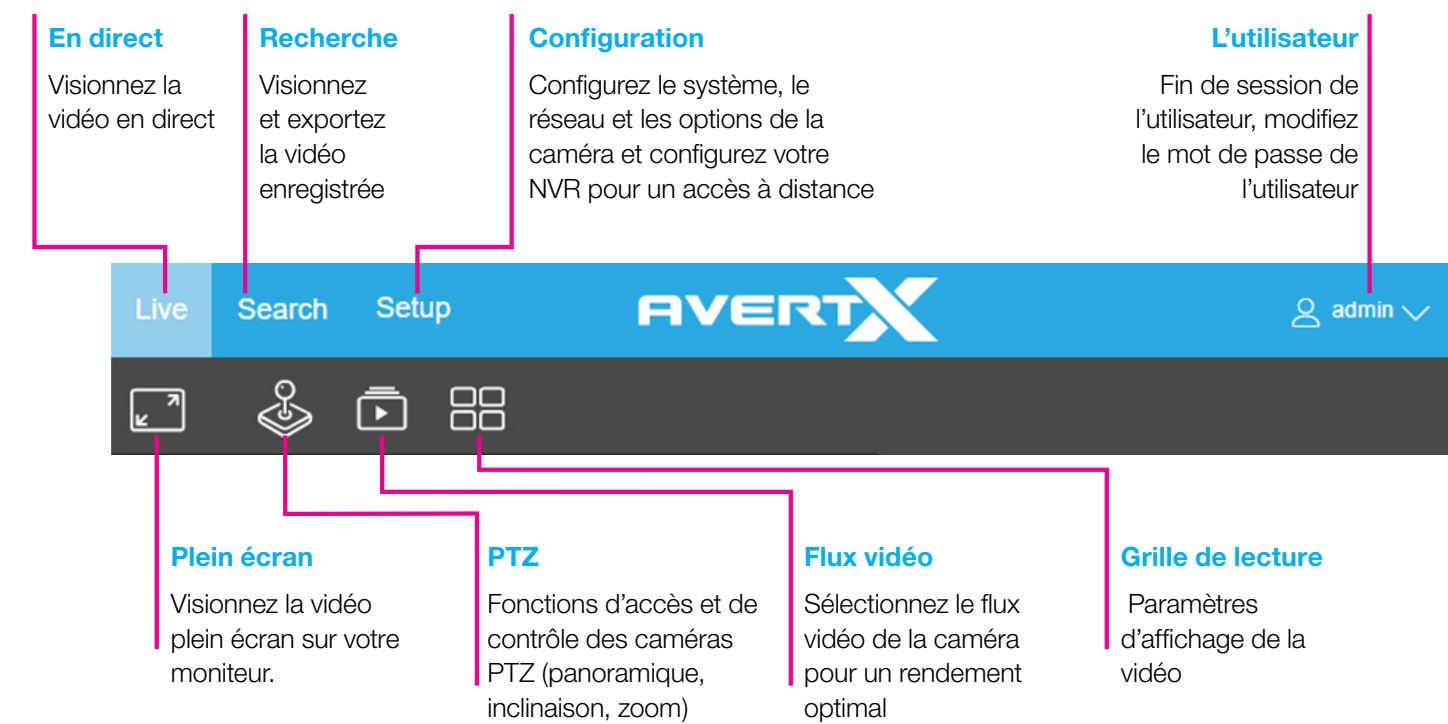 En direct
Visionnez la
vidéo en direct
Recherche
Visionnez
et exportez
la vidéo
enregistrée
Configuration
Configurez le système, le
réseau et les options de la
caméra et configurez votre
NVR pour un accès à distance
L'utilisateur
Fin de session de
l'utilisateur, modifiez
le mot de passe de
l'utilisateur
Live
Search
Setup
AVERTX
admin
Plein écran
Visionnez la vidéo
plein écran sur votre
moniteur.
PTZ
Fonctions d'accès et de
contrôle des caméras
PTZ (panoramique,
inclinaison, zoom)
Flux vidéo
Sélectionnez le flux
vidéo de la caméra
pour un rendement
optimal
Grille de lecture
Paramètres
d'affichage de la
vidéo